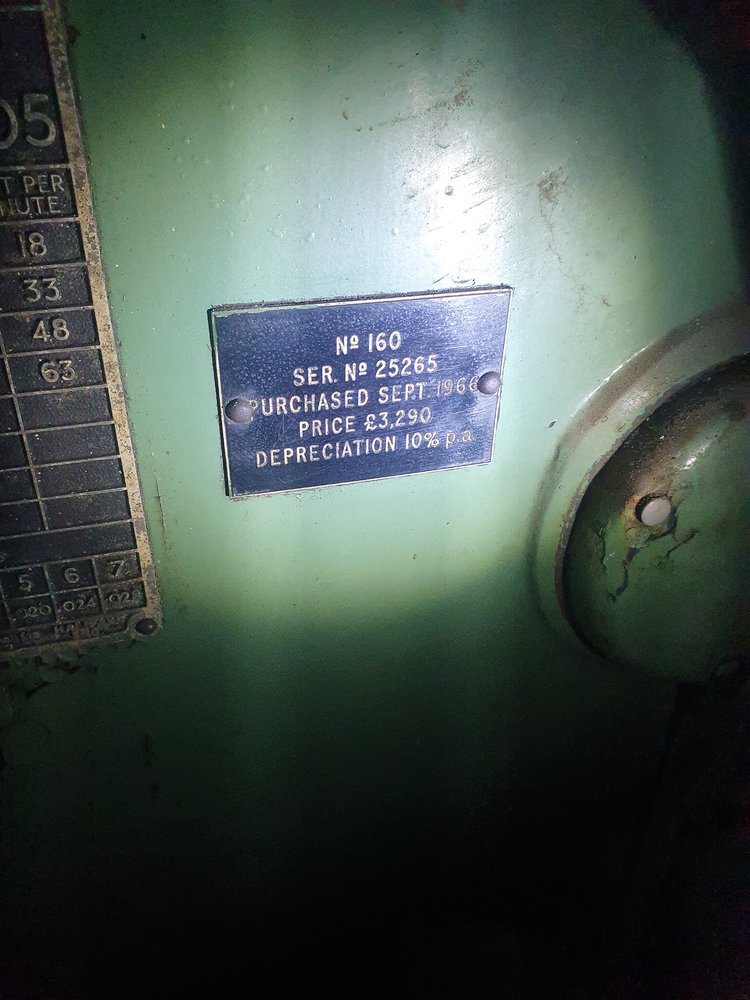 05
T PER
NUTE
18
33
48
63
5 6 7
.020 .024 .028
Nº 160
SER. Nº 25265
PURCHASED SEPT. 1966
PRICE £3,290
DEPRECIATION 10% p.a